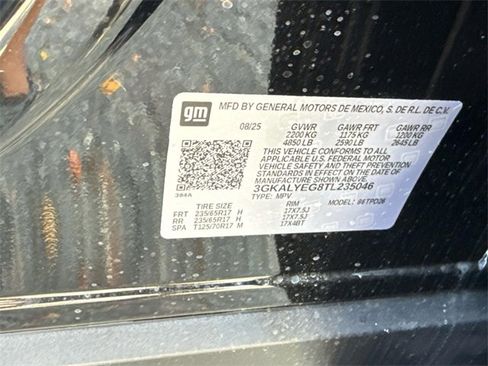 gm
MFD BY GENERAL MOTORS DE MEXICO, S. DE R.L. DE C.V.
08/25 GVWR GAWR FRT GAWR RR
2200 KG 1175 KG 1200 KG
4850 LB 2590 LB 2645 LB
THIS VEHICLE CONFORMS TO ALL
APPLICABLE U.S. FEDERAL MOTOR
VEHICLE SAFETY AND THEFT PREVENTION
STANDARDS IN EFFECT ON THE DATE OF
MANUFACTURE SHOWN ABOVE.
3GKALYEG8TL235046
TYPE: MPV
TIRE SIZE RIM MODEL:
FRT 235/65R17 H 17X7.5J
RR 235/65R17 H 17X7.5J
SPA T125/70R17 M 17X4BT